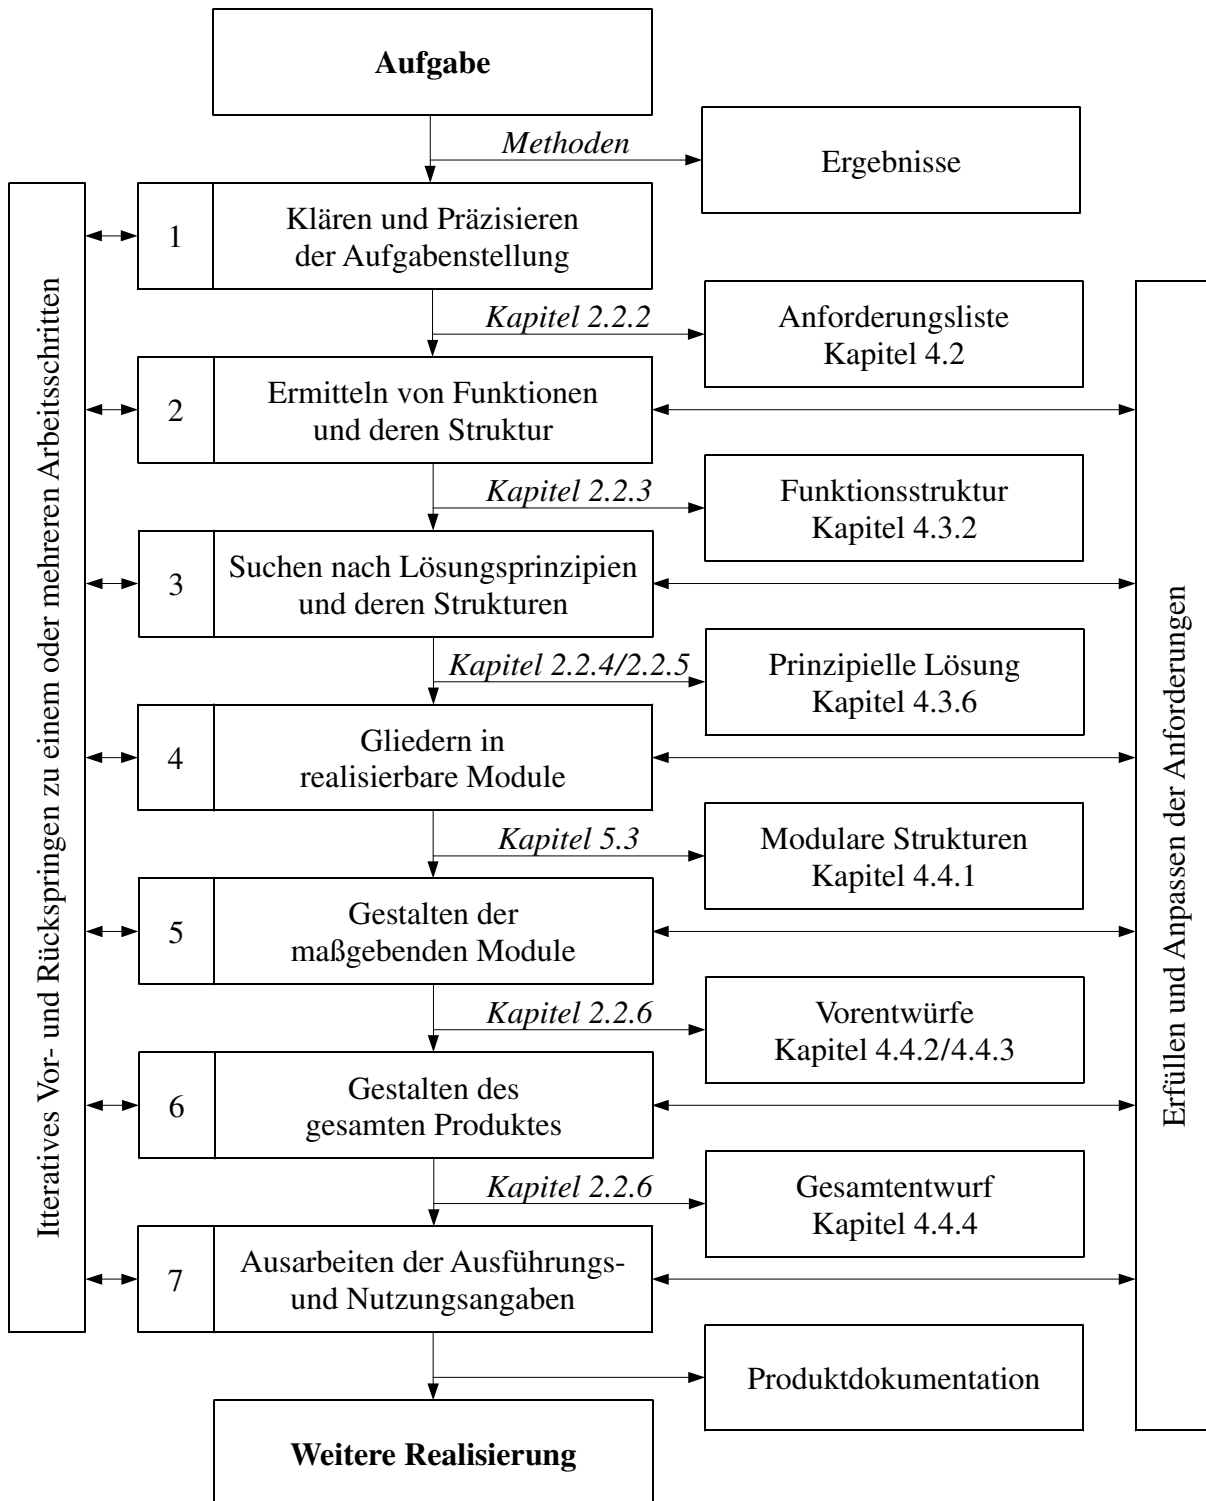 Aufgabe
Methoden
Ergebnisse
1
Klären und Präzisieren
der Aufgabenstellung
Kapitel 2.2.2
Anforderungsliste
Kapitel 4.2
2
Ermitteln von Funktionen
und deren Struktur
Kapitel 2.2.3
Funktionsstruktur
Kapitel 4.3.2
3
Suchen nach Lösungsprinzipien
und deren Strukturen
Kapitel 2.2.4/2.2.5
Prinzipielle Lösung
Kapitel 4.3.6
4
Gliedern in
realisierbare Module
Kapitel 5.3
Modulare Strukturen
Kapitel 4.4.1
5
Gestalten der
maßgebenden Module
Kapitel 2.2.6
Vorentwürfe
Kapitel 4.4.2/4.4.3
6
Gestalten des
gesamten Produktes
Kapitel 2.2.6
Gesamtentwurf
Kapitel 4.4.4
7
Ausarbeiten der Ausführungs-
und Nutzungsangaben
Produktdokumentation
Weitere Realisierung
Itteratives Vor- und Rückspringen zu einem oder mehreren Arbeitsschritten
Erfüllen und Anpassen der Anforderungen